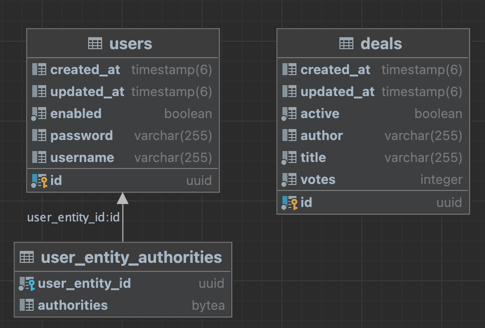 users
created_at timestamp(6)
updated_at timestamp(6)
enabled boolean
password varchar(255)
username varchar(255)
id uuid
deals
created_at timestamp(6)
updated_at timestamp(6)
active boolean
author varchar(255)
title varchar(255)
votes integer
id uuid
user_entity_id:id
user_entity_authorities
user_entity_id uuid
authorities bytea